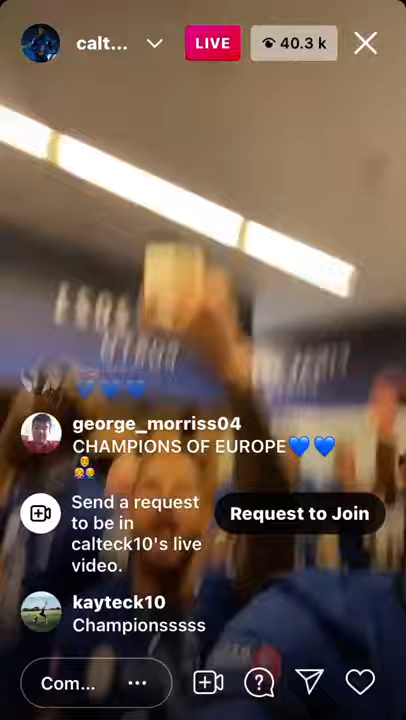 calt...
LIVE
40.3 k
george_morriss04
CHAMPIONS OF EUROPE💙💙
Send a request
to be in
calteck10's live
video.
Request to Join
kayteck10
Championsssss
Com...